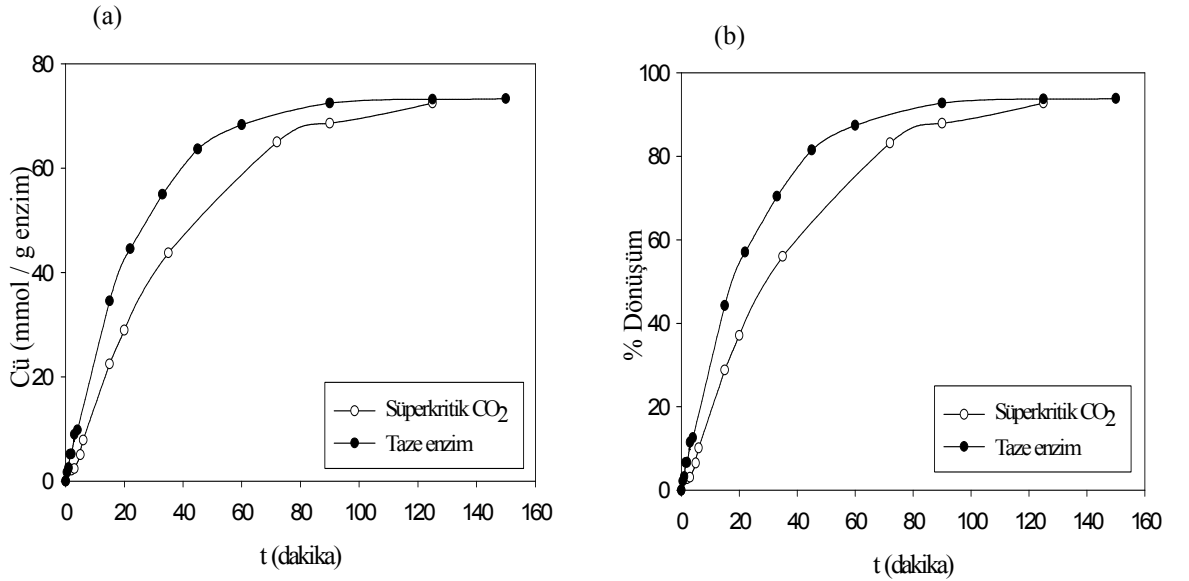 (a)
80
60
40
20
0
Cü (mmol / g enzim)
0 20 40 60 80 100 120 140 160
t (dakika)
Süperkritik CO2
Taze enzim
(b)
100
80
60
40
20
0
% Dönüşüm
0 20 40 60 80 100 120 140 160
t (dakika)
Süperkritik CO2
Taze enzim